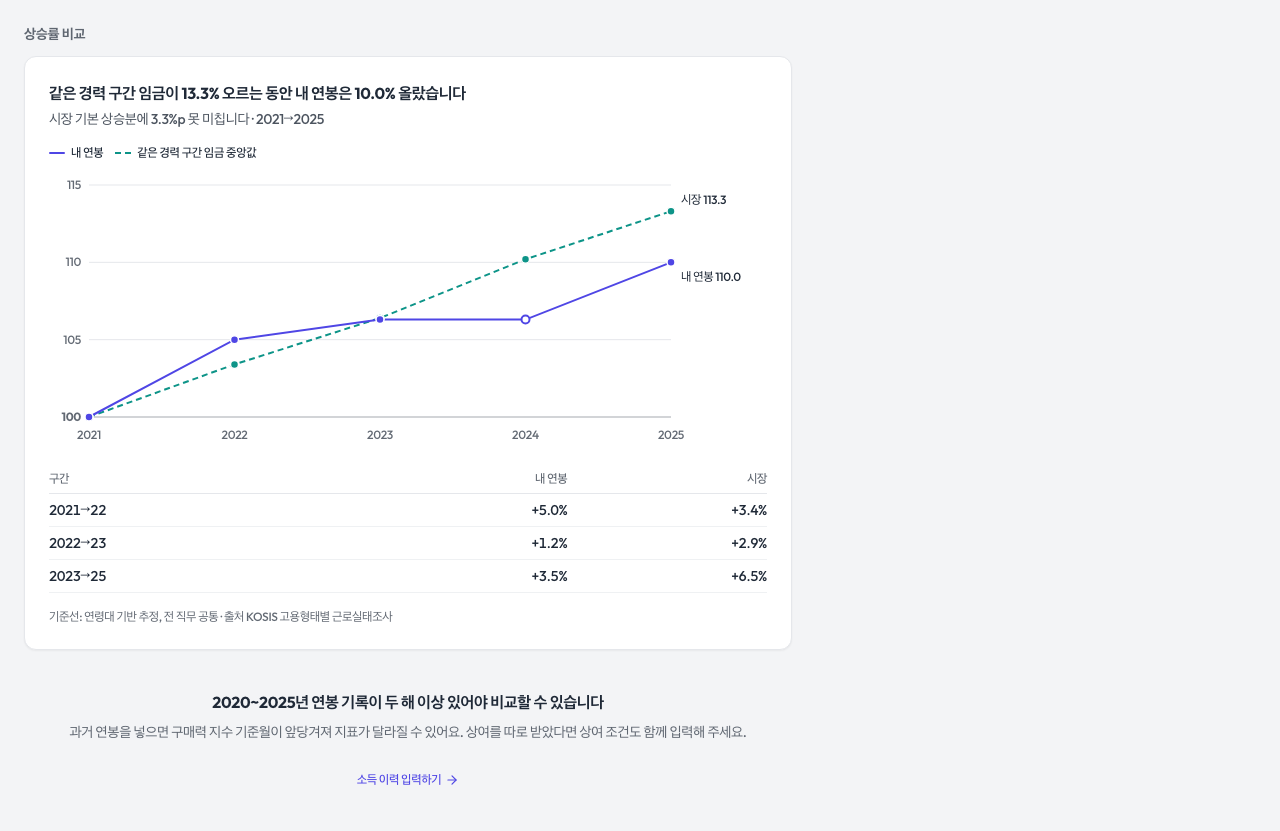 상승률 비교
같은 경력 구간 임금이 13.3% 오르는 동안 내 연봉은 10.0% 올랐습니다
시장 기본 상승분에 3.3%p 못 미칩니다 · 2021→2025
내 연봉 같은 경력 구간 임금 중앙값
115
시장 113.3
110
내 연봉 110.0
105
100
2021 2022 2023 2024 2025
구간 내 연봉 시장
2021→22 +5.0% +3.4%
2022→23 +1.2% +2.9%
2023→25 +3.5% +6.5%
기준선: 연령대 기반 추정, 전 직무 공통 · 출처 KOSIS 고용형태별 근로실태조사
2020~2025년 연봉 기록이 두 해 이상 있어야 비교할 수 있습니다
과거 연봉을 넣으면 구매력 지수 기준월이 앞당겨져 지표가 달라질 수 있어요. 상여를 따로 받았다면 상여 조건도 함께 입력해 주세요.
소득 이력 입력하기 →